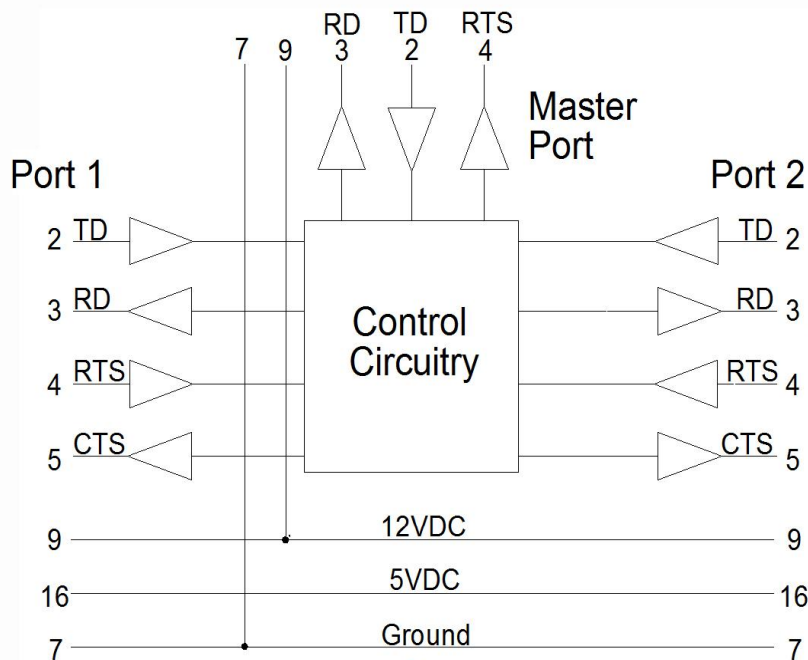 RD TD RTS
7 9 3 2 4
Master
Port
Port 1
Port 2
2 TD
TD 2
3 RD
RD 3
Control
Circuitry
4 RTS
RTS 4
5 CTS
CTS 5
9 12VDC 9
16 5VDC 16
7 Ground 7